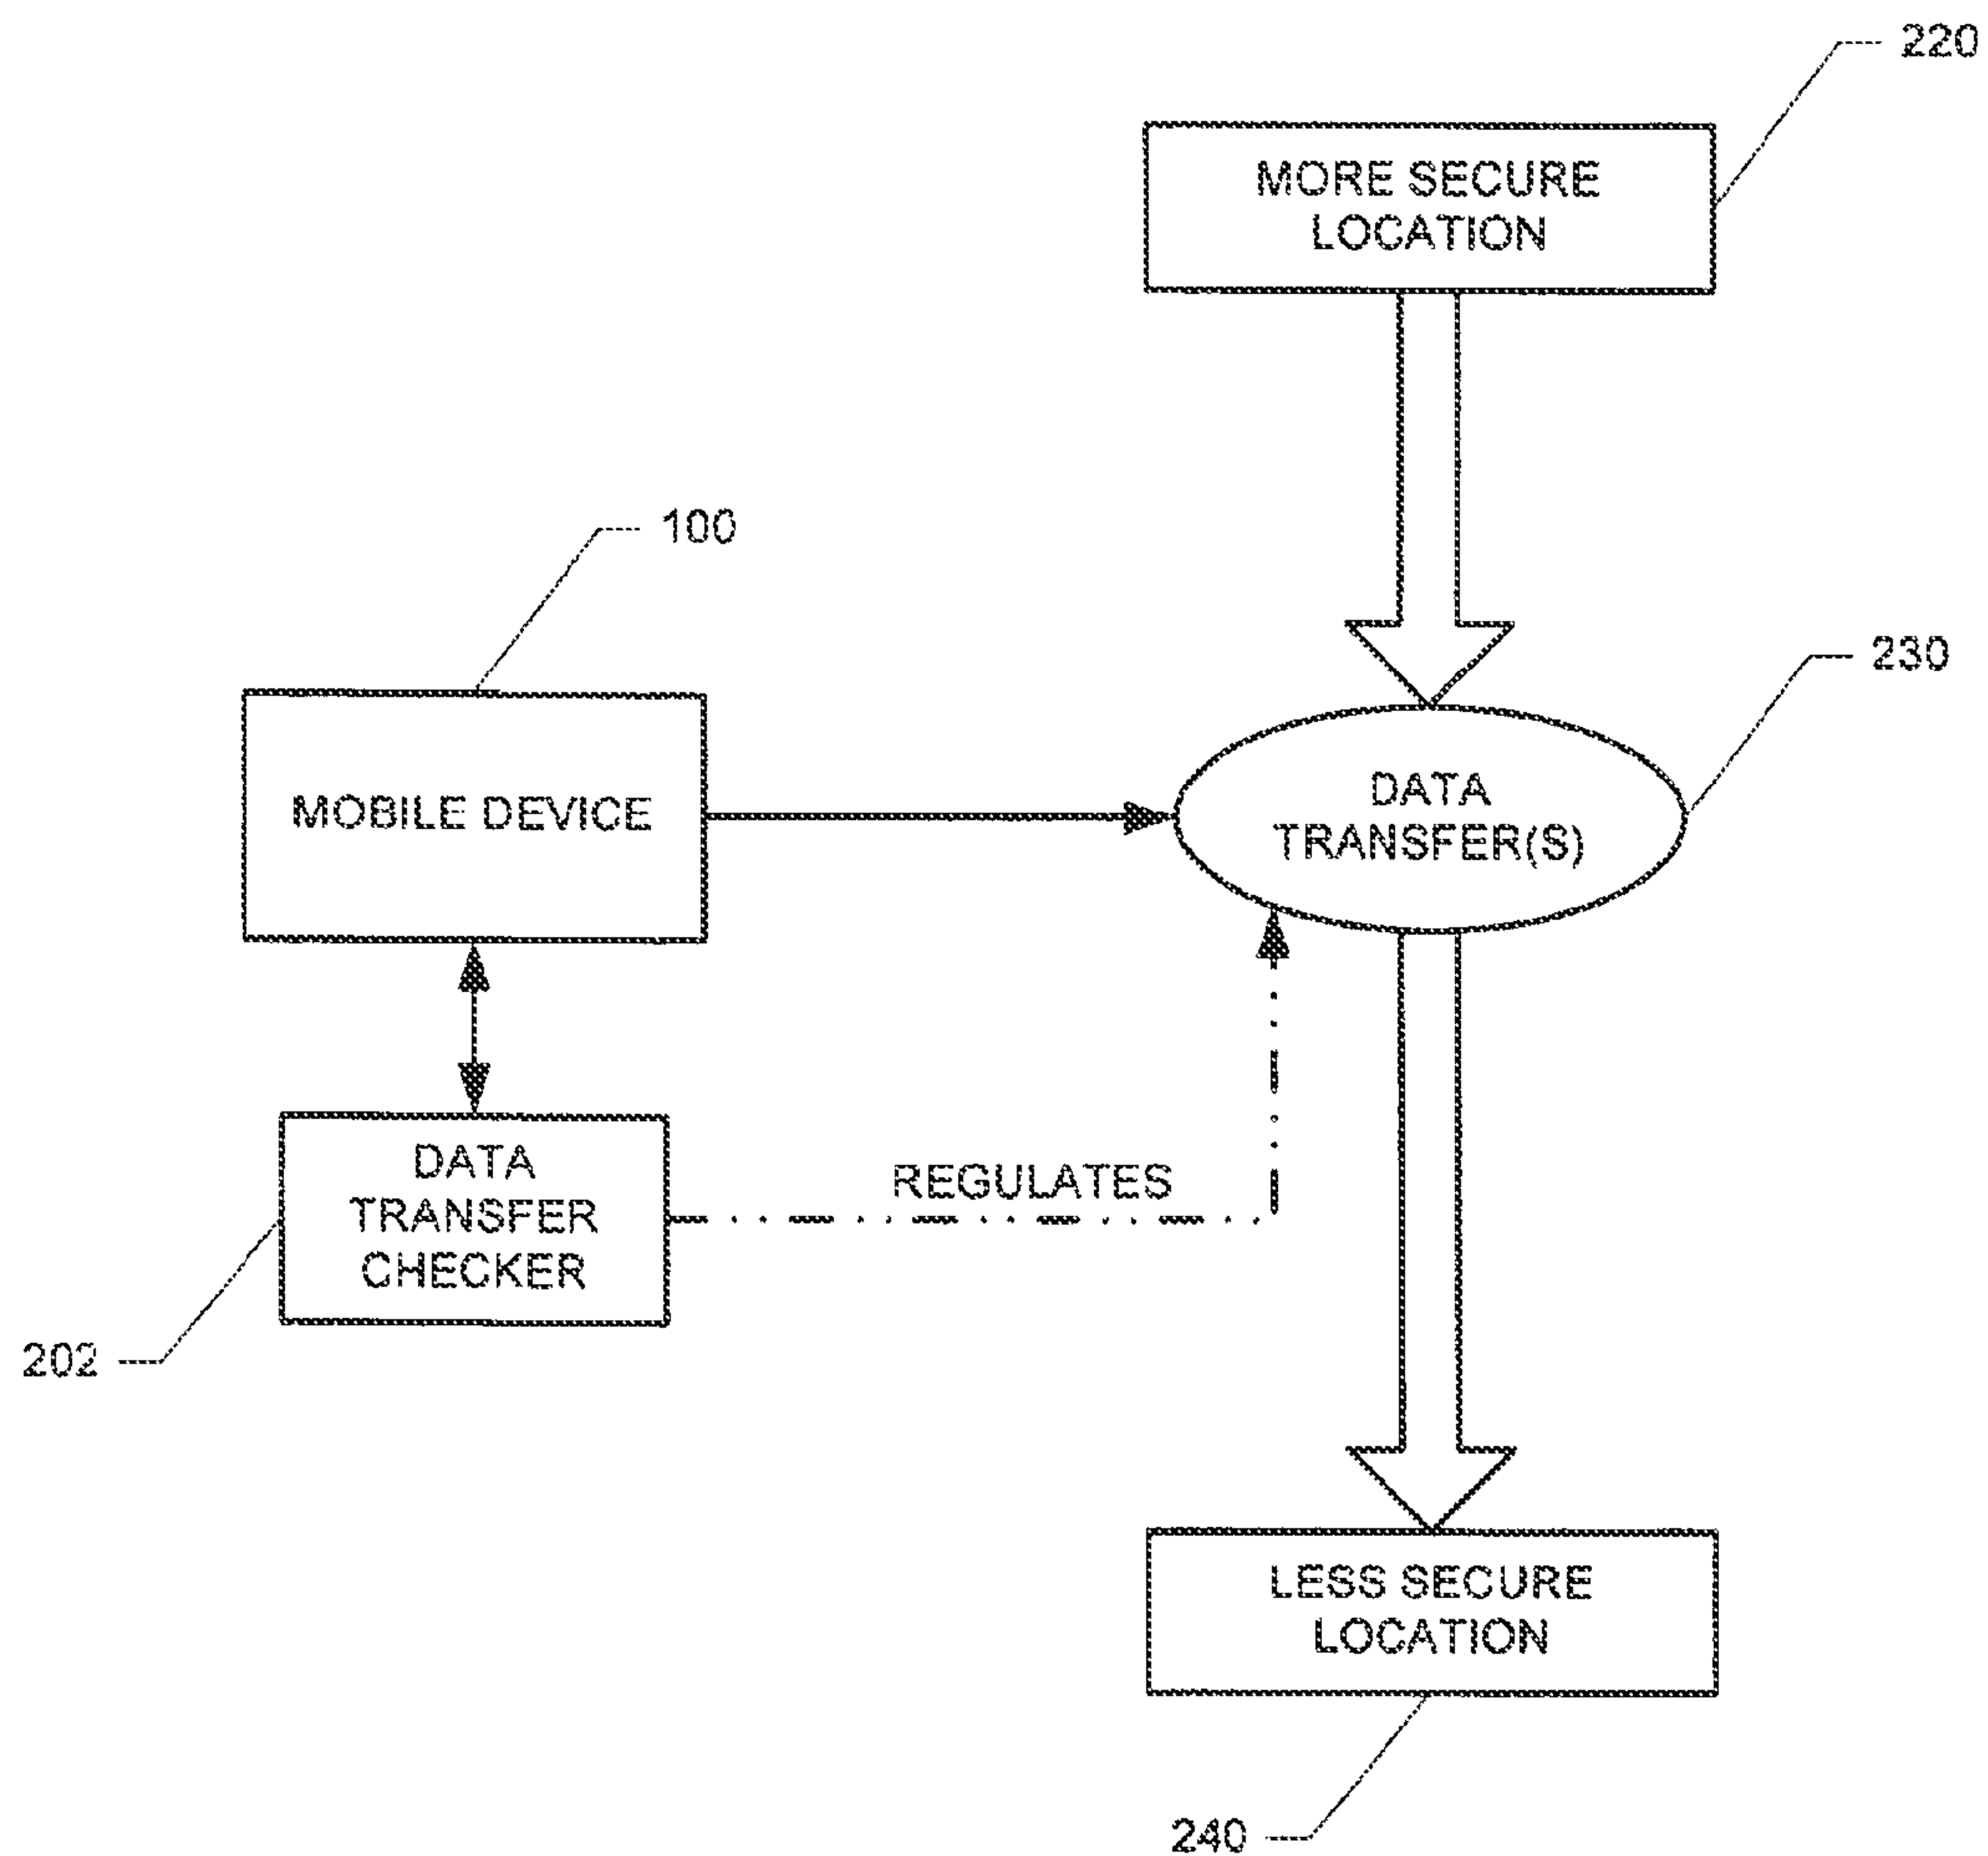 220
MORE SECURE
LOCATION
100
230
MOBILE DEVICE
DATA
TRANSFER(S)
DATA
TRANSFER
CHECKER
REGULATES
202
LESS SECURE
LOCATION
240